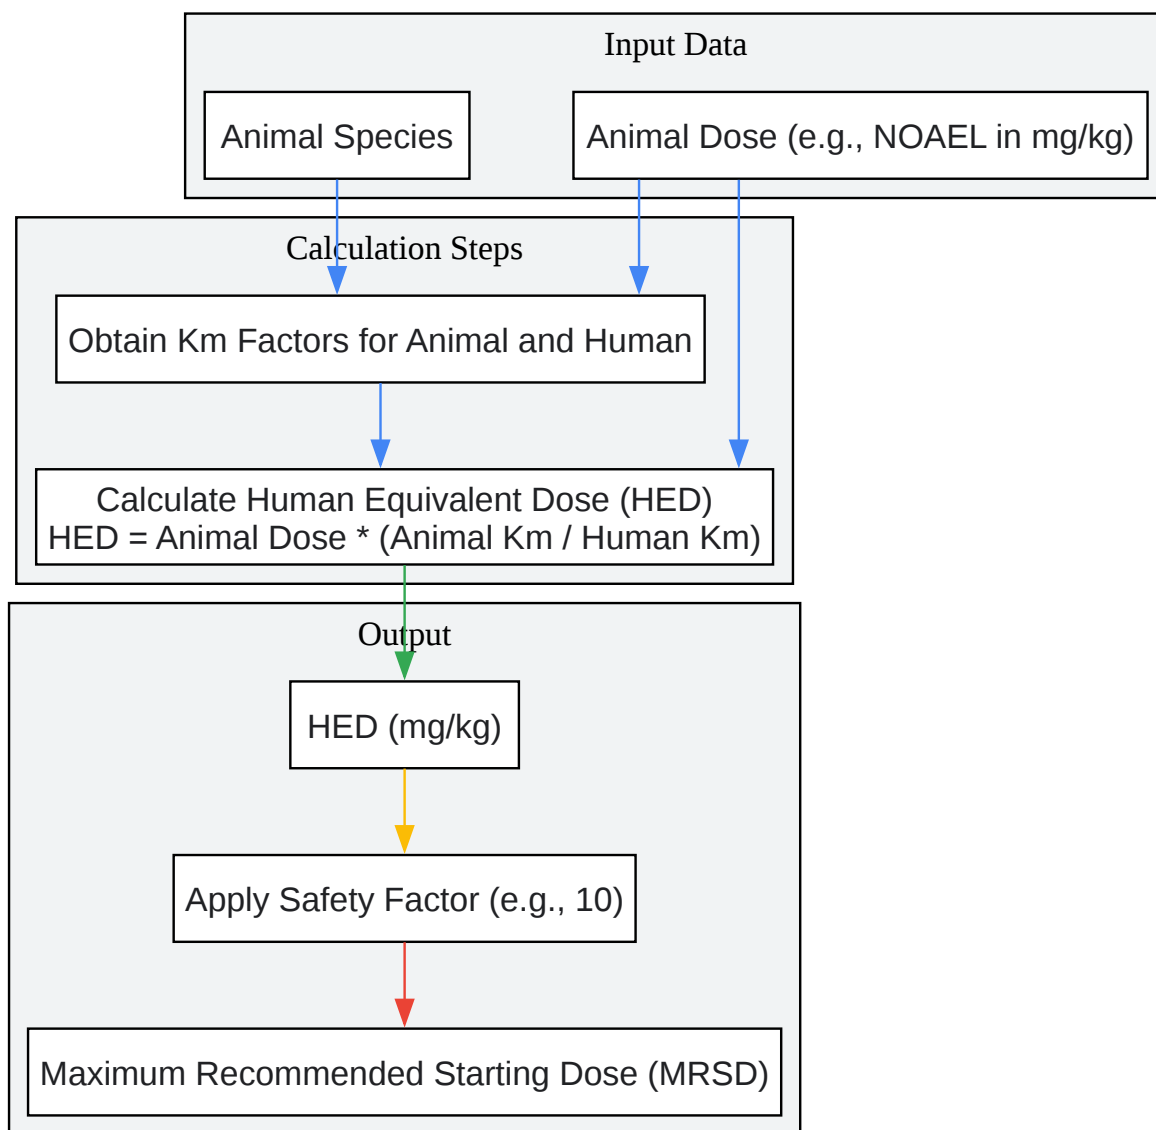 Input Data
Animal Species
Animal Dose (e.g., NOAEL in mg/kg)
Calculation Steps
Obtain Km Factors for Animal and Human
Calculate Human Equivalent Dose (HED)
HED = Animal Dose * (Animal Km / Human Km)
Output
HED (mg/kg)
Apply Safety Factor (e.g., 10)
Maximum Recommended Starting Dose (MRSD)